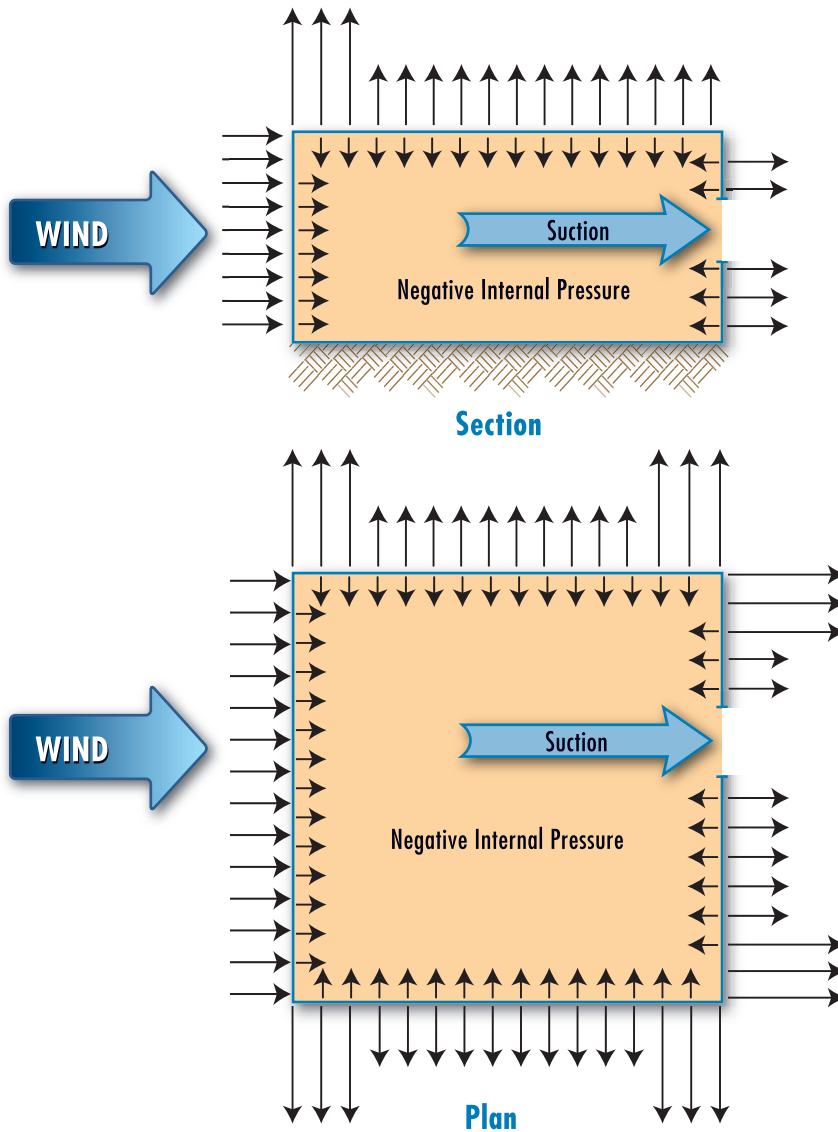 WIND
Suction
Negative Internal Pressure
Section
WIND
Suction
Negative Internal Pressure
Plan